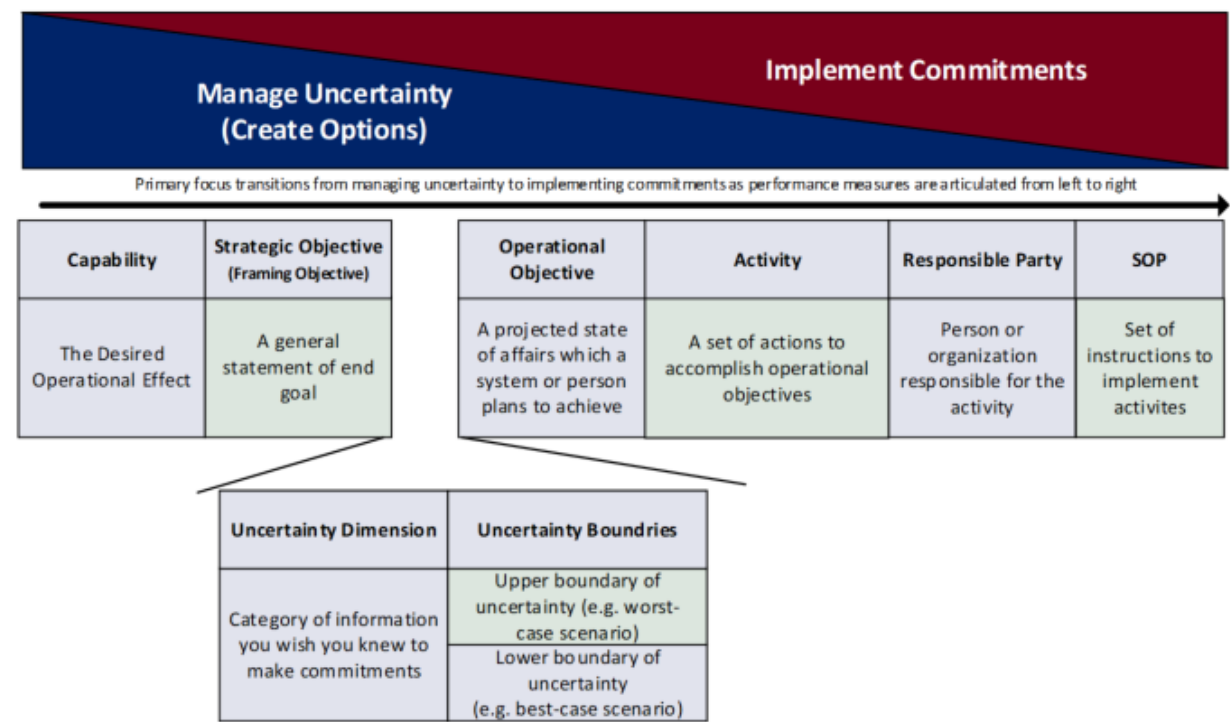 Implement Commitments
Manage Uncertainty
(Create Options)
Primary focus transitions from managing uncertainty to implementing commitments as performance measures are articulated from left to right
Capability
Strategic Objective
(Framing Objective)
Operational
Objective
Activity
Responsible Party
SOP
The Desired
Operational Effect
A general
statement of end
goal
A projected state
of affairs which a
system or person
plans to achieve
A set of actions to
accomplish operational
objectives
Person or
organization
responsible for the
activity
Set of
instructions to
implement
activites
Uncertainty Dimension
Uncertainty Boundries
Category of information
you wish you knew to
make commitments
Upper boundary of
uncertainty (e.g. worst-
case scenario)
Lower boundary of
uncertainty
(e.g. best-case scenario)